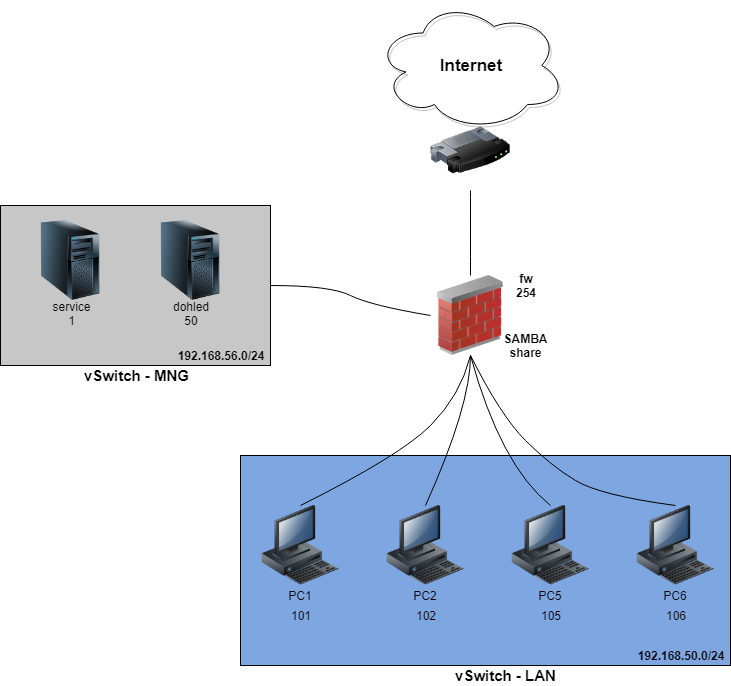 Internet
fw
254
SAMBA
share
service
1
dohled
50
192.168.56.0/24
vSwitch - MNG
PC1
101
PC2
102
PC5
105
PC6
106
192.168.50.0/24
vSwitch - LAN